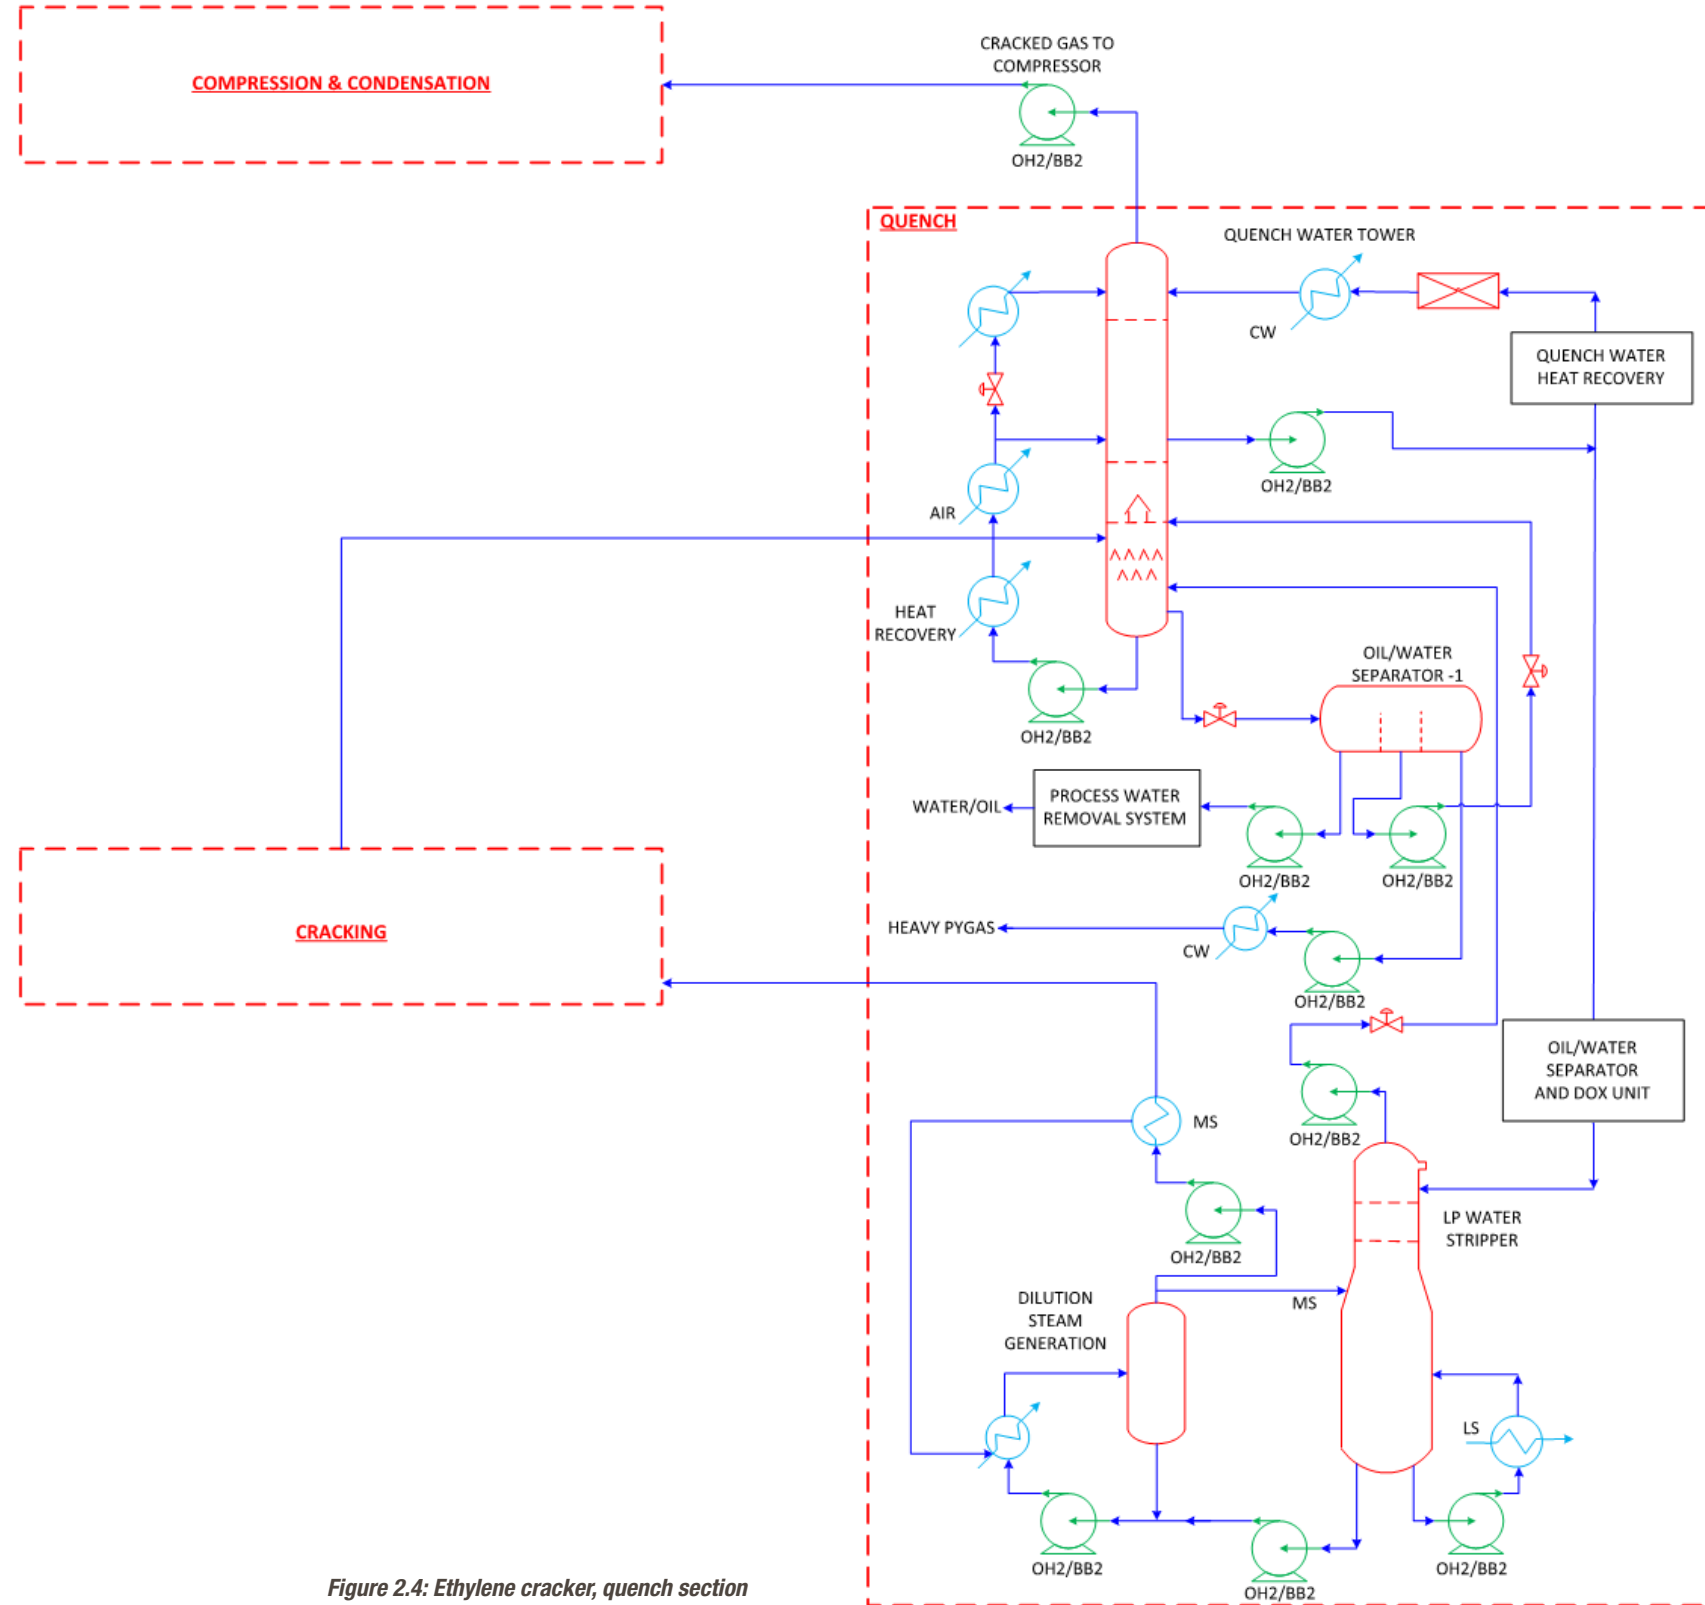 CRACKED GAS TO
COMPRESSOR
COMPRESSION & CONDENSATION
OH2/BB2
QUENCH
QUENCH WATER TOWER
CW
QUENCH WATER
HEAT RECOVERY
OH2/BB2
AIR
HEAT
RECOVERY
OIL/WATER
SEPARATOR -1
OH2/BB2
WATER/OIL
PROCESS WATER
REMOVAL SYSTEM
OH2/BB2
OH2/BB2
HEAVY PYGAS
CW
CRACKING
OH2/BB2
OIL/WATER
SEPARATOR
AND DOX UNIT
MS
OH2/BB2
LP WATER
STRIPPER
OH2/BB2
DILUTION
STEAM
GENERATION
MS
LS
OH2/BB2
OH2/BB2
OH2/BB2
Figure 2.4: Ethylene cracker, quench section